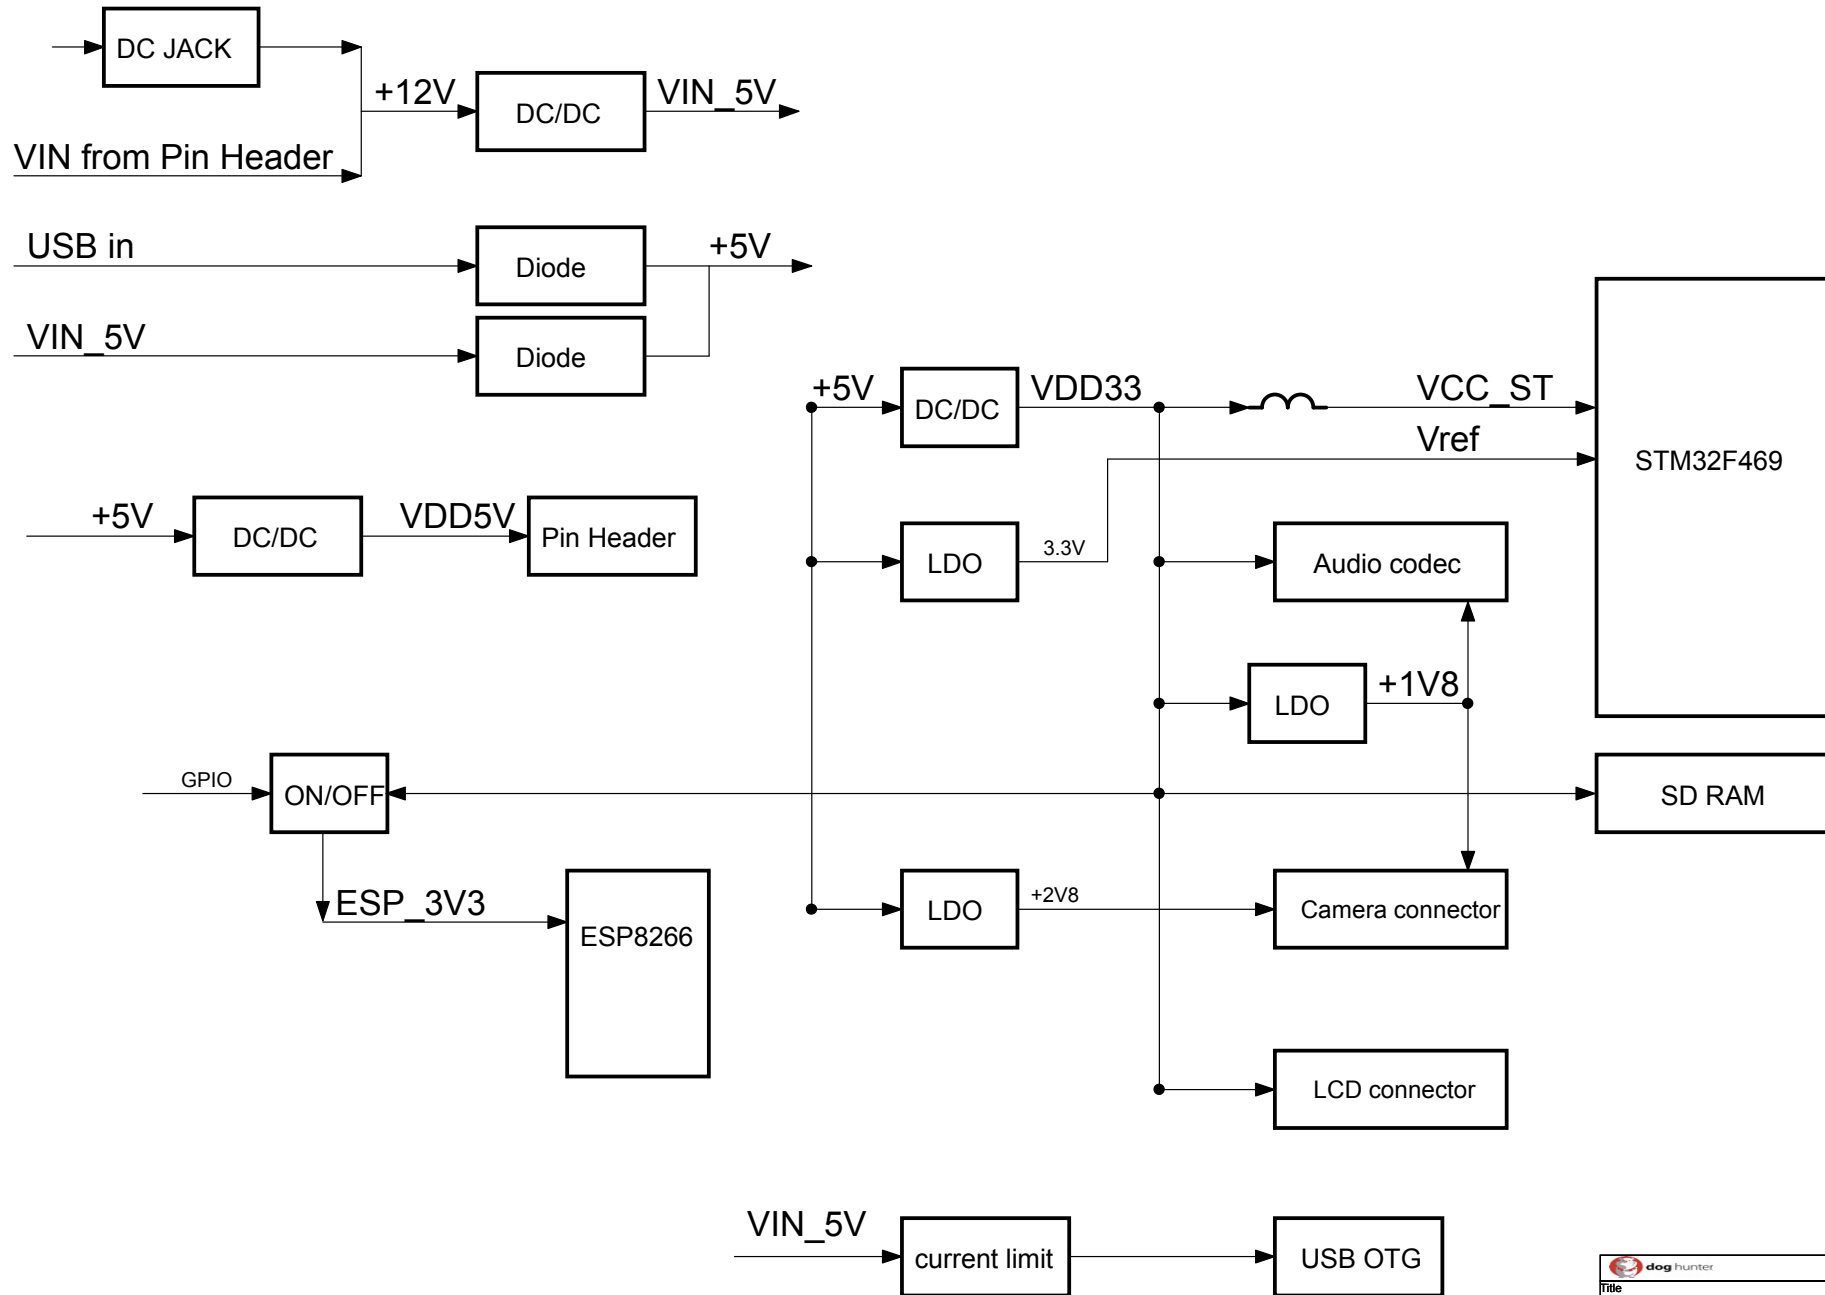 DC JACK
+12V
DC/DC
VIN_5V
VIN from Pin Header
USB in
Diode
+5V
VIN_5V
Diode
+5V
DC/DC
VDD33
VCC_ST
Vref
STM32F469
+5V
DC/DC
VDD5V
Pin Header
LDO
3.3V
Audio codec
LDO
+1V8
GPIO
ON/OFF
SD RAM
ESP_3V3
ESP8266
LDO
+2V8
Camera connector
LCD connector
VIN_5V
current limit
USB OTG
dog hunter
Title